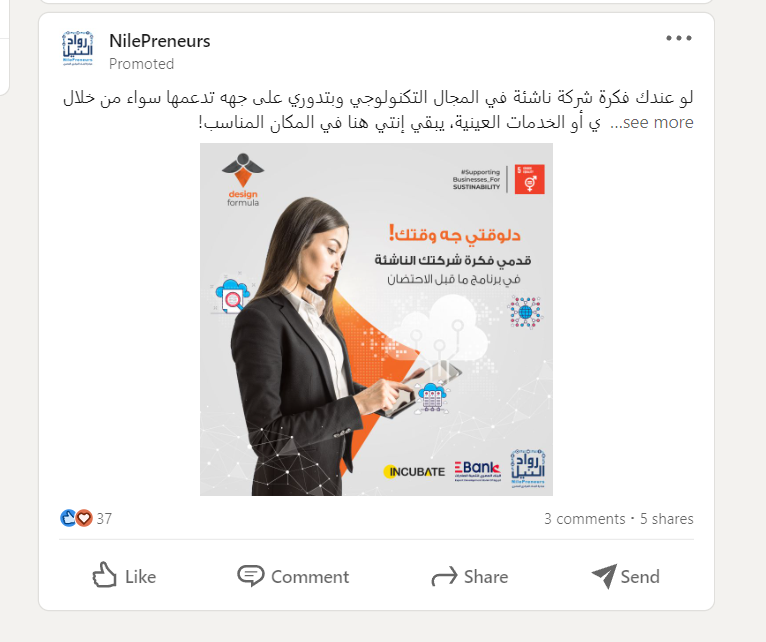 NilePreneurs
Promoted
لو عندك فكرة شركة ناشئة في المجال التكنولوجي وبتدوري على جهه تدعمها سواء من خلال
ي أو الخدمات العينية، يبقي إنتي هنا في المكان المناسب!
...see more
design
formula
#Supporting
Businesses_For
SUSTAINABILITY
5
دلوقتي جه وقتك!
قدمي فكرة شركتك الناشئة
في برنامج ما قبل الاحتضان
INCUBATE
EBank
رواد
النيل
NilePreneurs
37
3 comments · 5 shares
Like
Comment
Share
Send